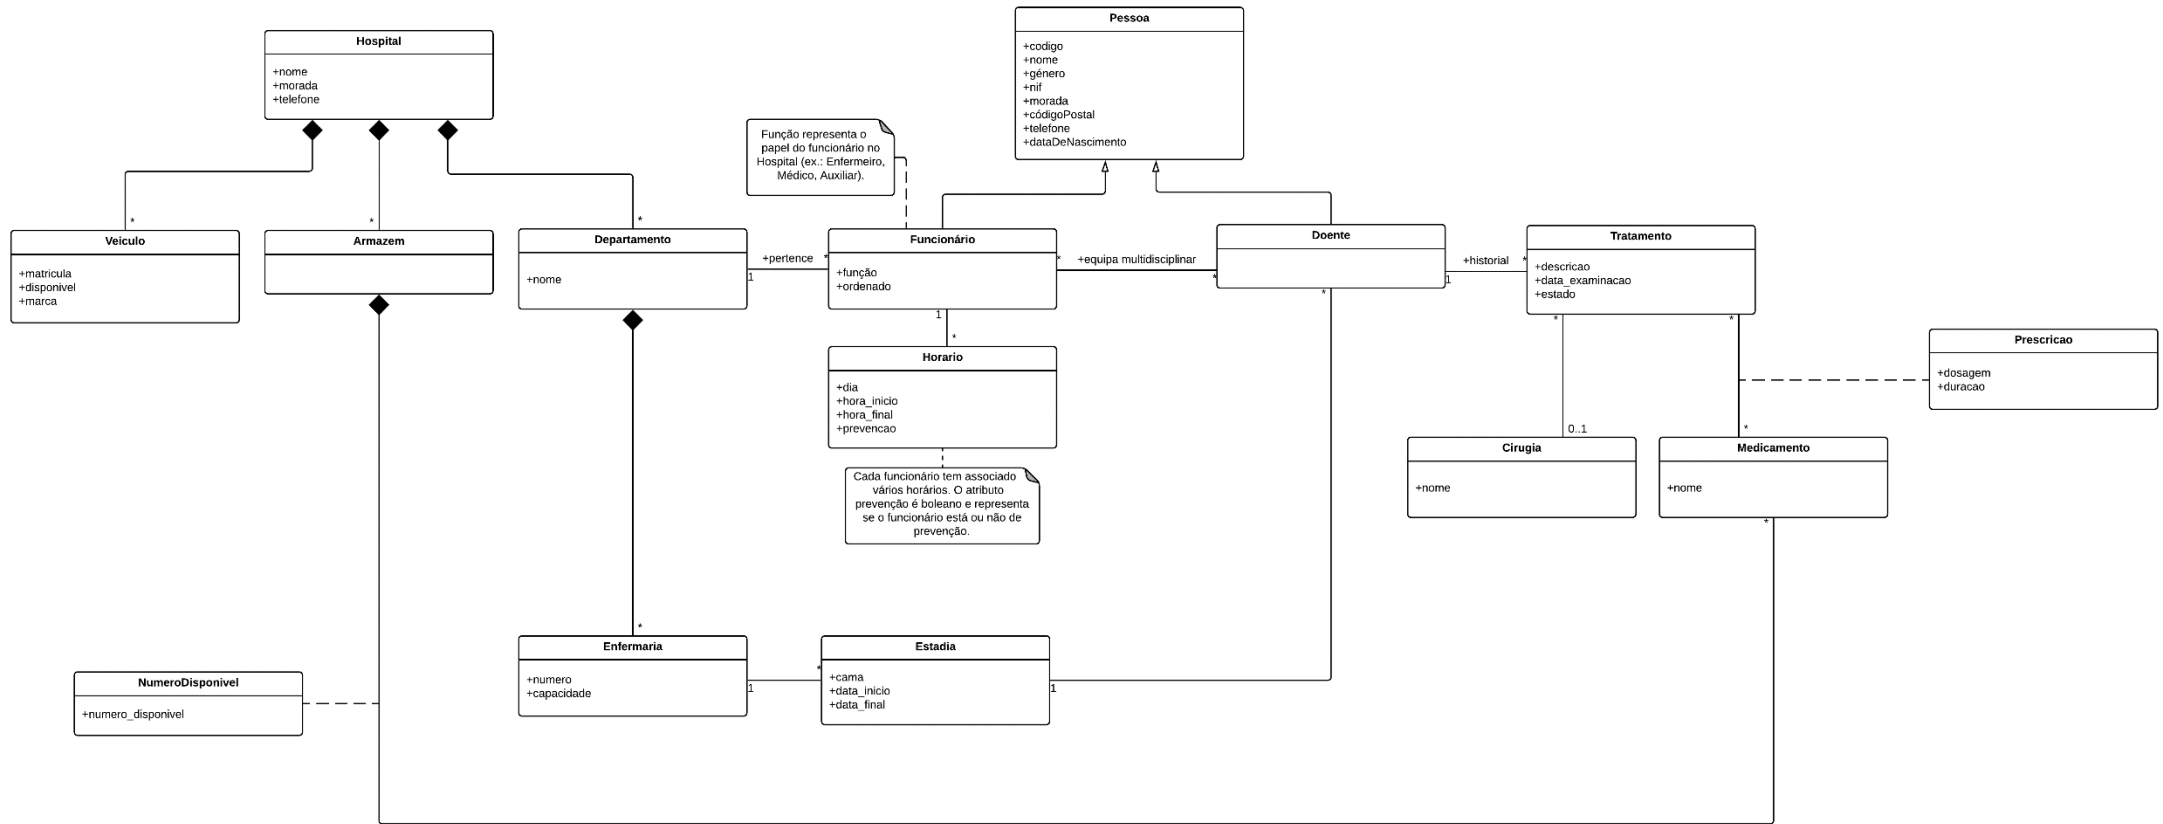 Pessoa
+codigo
+nome
+género
+nif
+morada
+códigoPostal
+telefone
+dataDeNascimento
Hospital
+nome
+morada
+telefone
Função representa o
papel do funcionário no
Hospital (ex.: Enfermeiro,
Médico, Auxiliar).
*
*
*
Veiculo
+matricula
+disponivel
+marca
Armazem
Departamento
+nome
+pertence
1
*
Funcionário
+função
+ordenado
*
+equipa multidisciplinar
*
Doente
*
1
+historial
*
Tratamento
+descricao
+data_examinacao
+estado
*
*
1
*
Horario
+dia
+hora_inicio
+hora_final
+prevencao
Prescricao
+dosagem
+duracao
0..1
*
Cirugia
+nome
Medicamento
+nome
*
Cada funcionário tem associado
vários horários. O atributo
prevenção é boleano e representa
se o funcionário está ou não de
prevenção.
*
Enfermaria
+numero
+capacidade
1
*
Estadia
+cama
+data_inicio
+data_final
1
NumeroDisponivel
+numero_disponivel